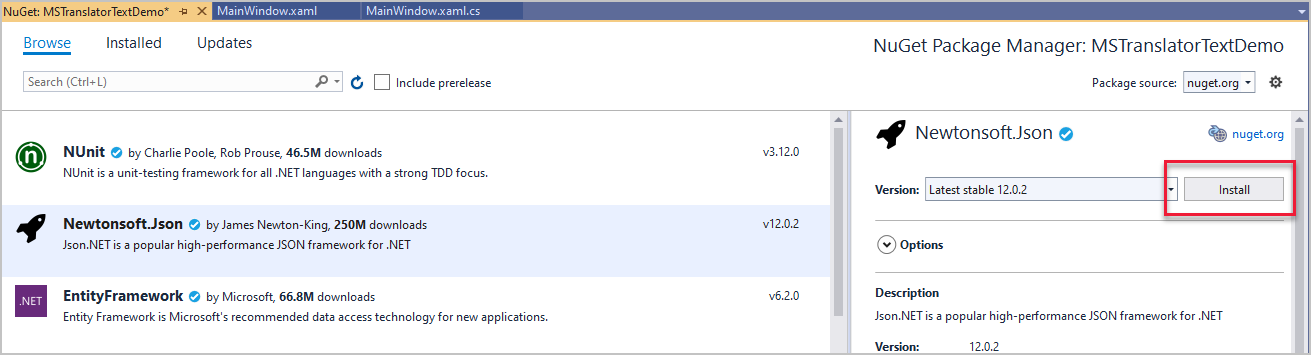 NuGet: MSTranslatorTextDemo* MainWindow.xaml MainWindow.xaml.cs
Browse Installed Updates
NuGet Package Manager: MSTranslatorTextDemo
Search (Ctrl+L) Include prerelease
Package source: nuget.org
n NUnit by Charlie Poole, Rob Prouse, 46.5M downloads v3.12.0
NUnit is a unit-testing framework for all .NET languages with a strong TDD focus.
Newtonsoft.Json by James Newton-King, 250M downloads v12.0.2
Json.NET is a popular high-performance JSON framework for .NET
.NET EntityFramework by Microsoft, 66.8M downloads v6.2.0
Entity Framework is Microsoft's recommended data access technology for new applications.
Newtonsoft.Json nuget.org
Version: Latest stable 12.0.2 Install
Options
Description
Json.NET is a popular high-performance JSON framework for .NET
Version: 12.0.2